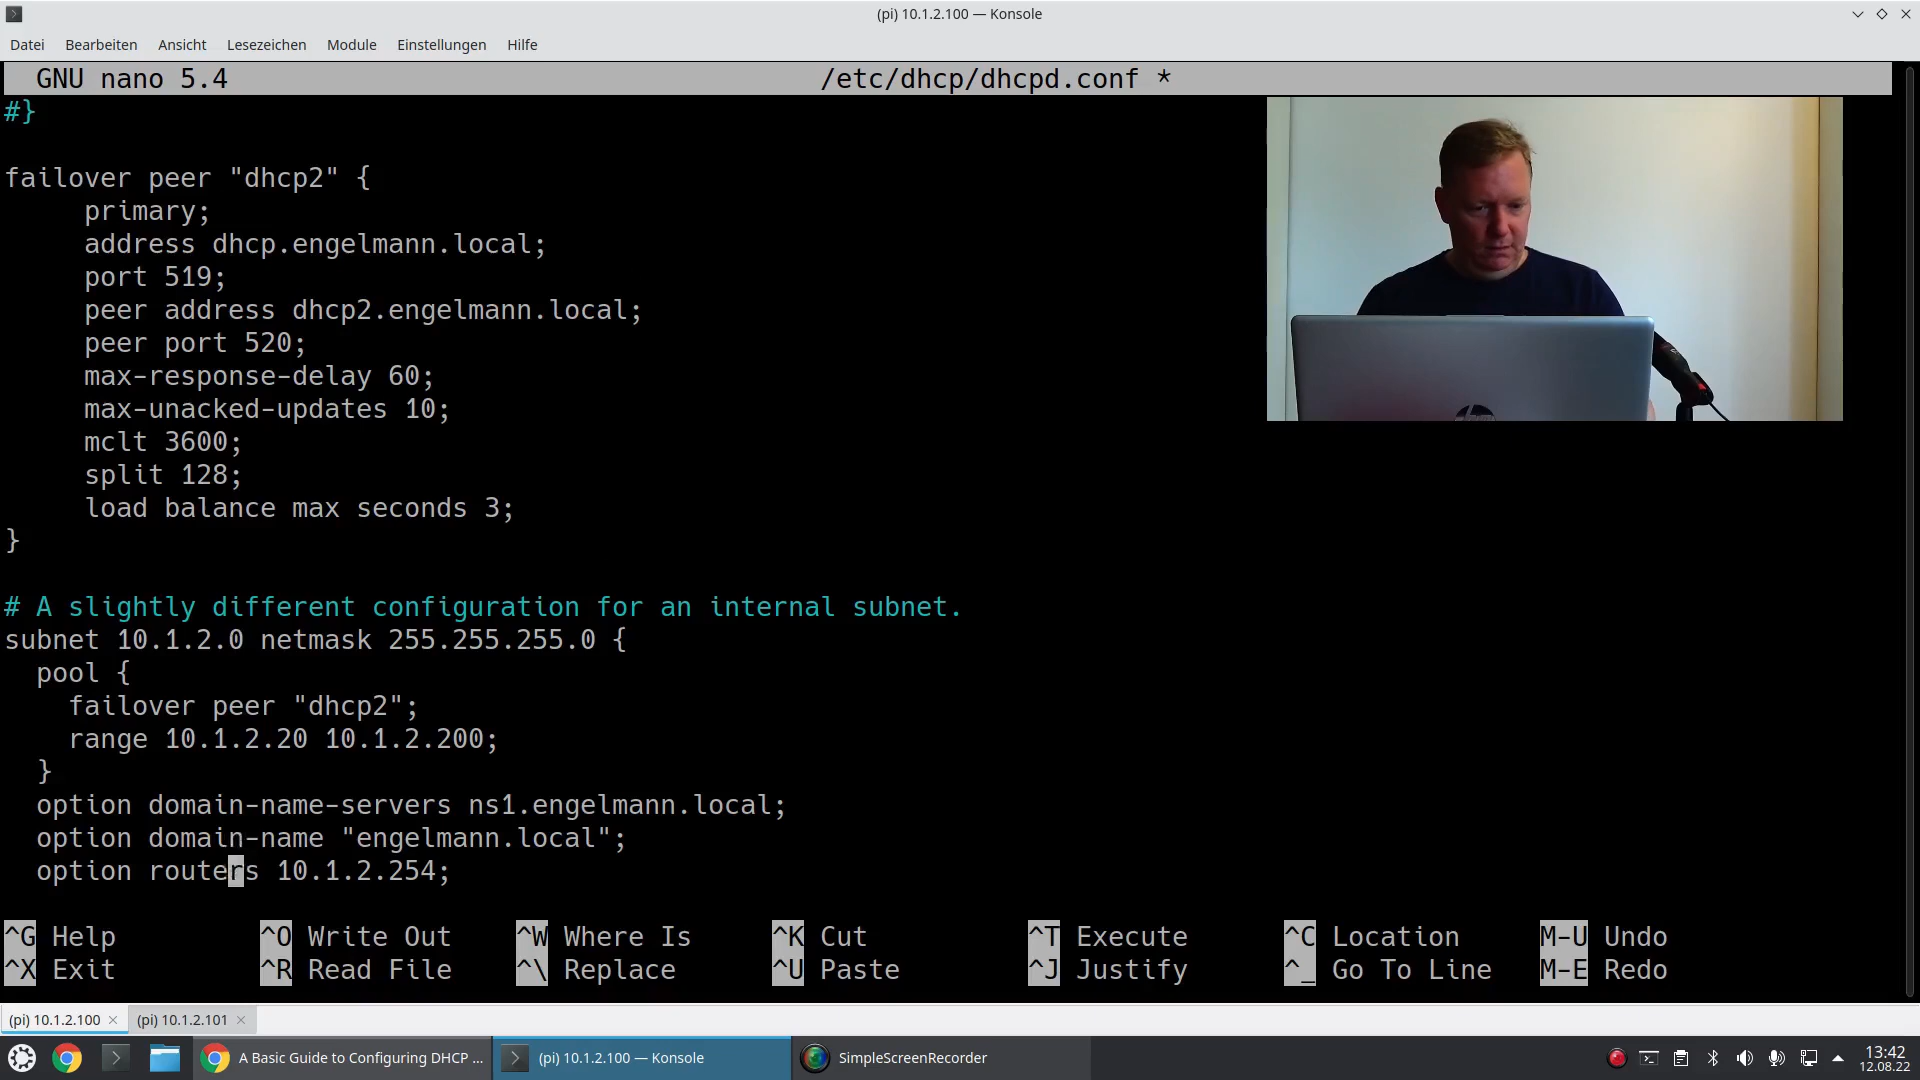 (pi) 10.1.2.100 — Konsole
Datei Bearbeiten Ansicht Lesezeichen Module Einstellungen Hilfe
GNU nano 5.4 /etc/dhcp/dhcpd.conf *
#}
failover peer "dhcp2" {
primary;
address dhcp.engelmann.local;
port 519;
peer address dhcp2.engelmann.local;
peer port 520;
max-response-delay 60;
max-unacked-updates 10;
mclt 3600;
split 128;
load balance max seconds 3;
}
# A slightly different configuration for an internal subnet.
subnet 10.1.2.0 netmask 255.255.255.0 {
pool {
failover peer "dhcp2";
range 10.1.2.20 10.1.2.200;
}
option domain-name-servers ns1.engelmann.local;
option domain-name "engelmann.local";
option routers 10.1.2.254;
^G Help ^O Write Out ^W Where Is ^K Cut ^T Execute ^C Location M-U Undo
^X Exit ^R Read File ^\ Replace ^U Paste ^J Justify ^_ Go To Line M-E Redo
(pi) 10.1.2.100 (pi) 10.1.2.101
A Basic Guide to Configuring DHCP ... (pi) 10.1.2.100 — Konsole SimpleScreenRecorder 13:42
12.08.22